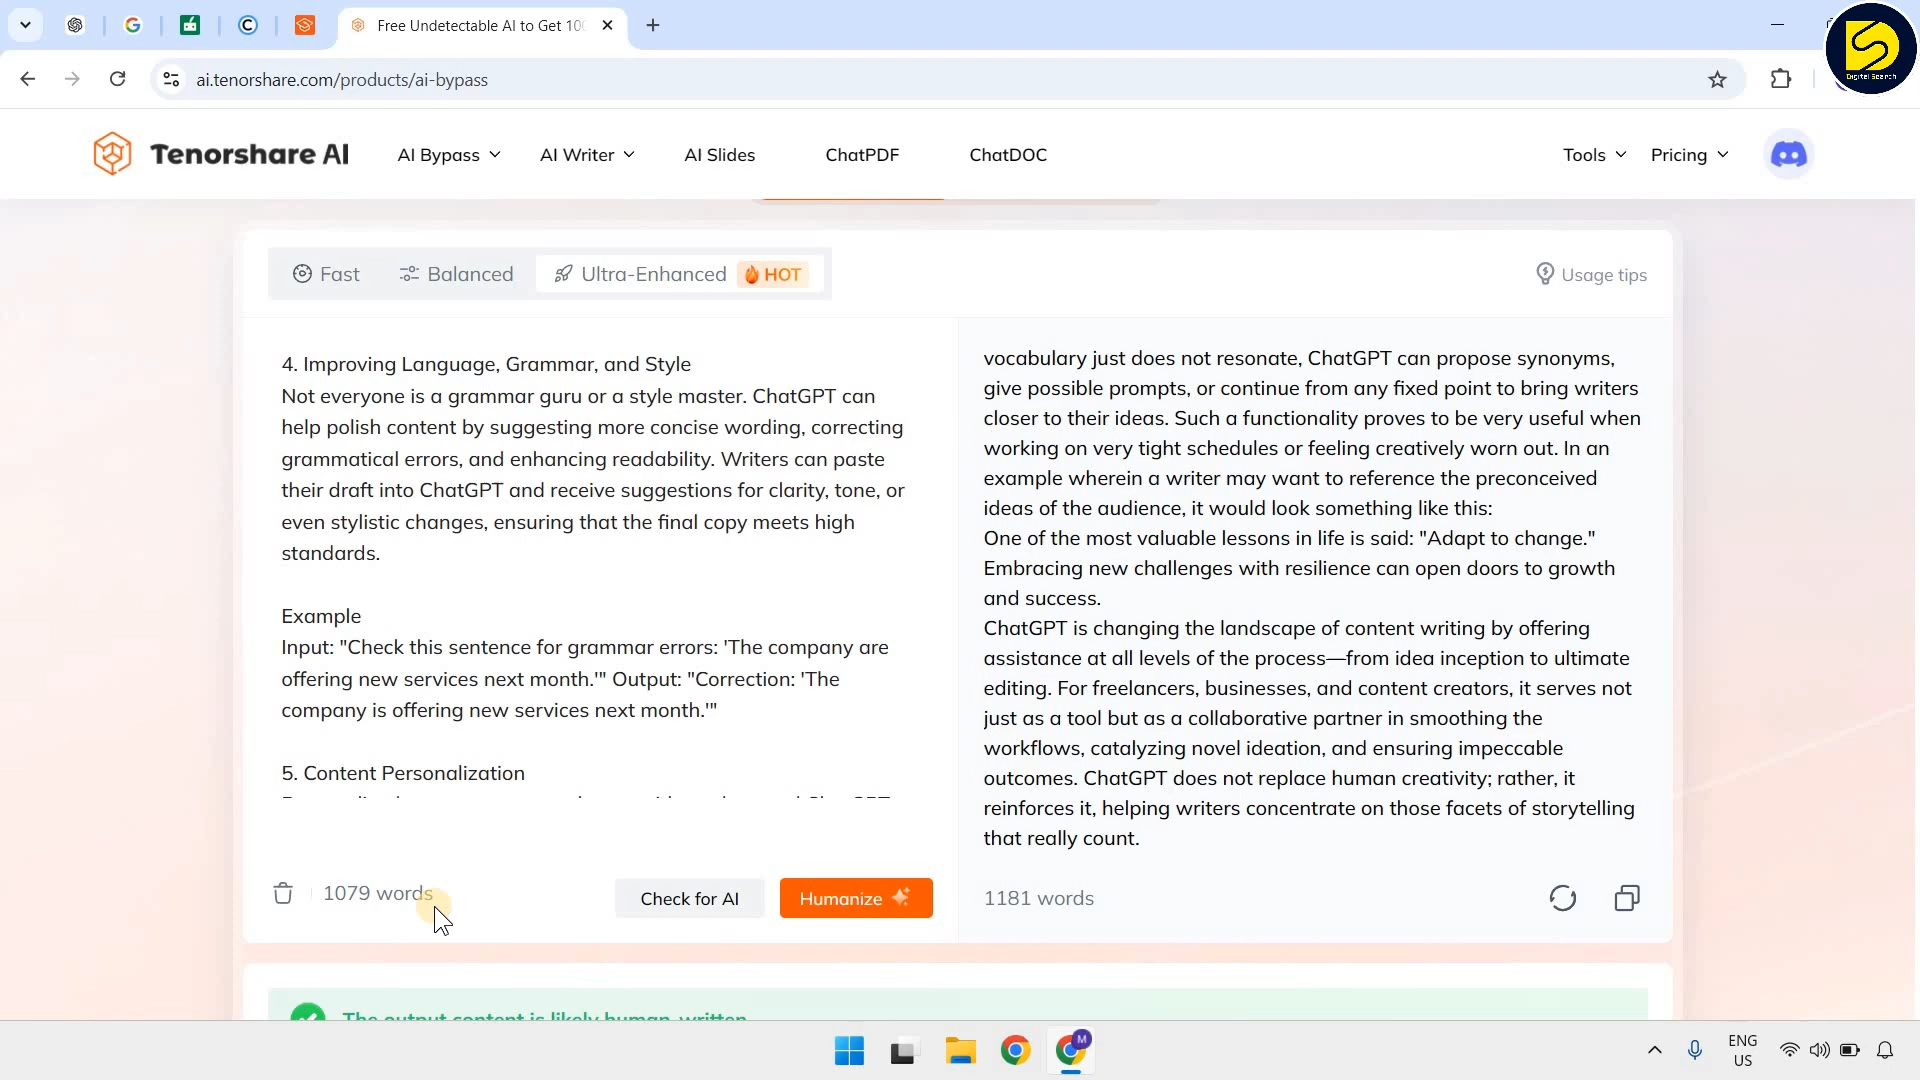 Free Undetectable AI to Get 10
Digital Search
ai.tenorshare.com/products/ai-bypass
Tenorshare AI
AI Bypass
AI Writer
AI Slides
ChatPDF
ChatDOC
Tools
Pricing
Fast
Balanced
Ultra-Enhanced
HOT
Usage tips
4. Improving Language, Grammar, and Style
Not everyone is a grammar guru or a style master. ChatGPT can
help polish content by suggesting more concise wording, correcting
grammatical errors, and enhancing readability. Writers can paste
their draft into ChatGPT and receive suggestions for clarity, tone, or
even stylistic changes, ensuring that the final copy meets high
standards.
Example
Input: "Check this sentence for grammar errors: 'The company are
offering new services next month.'" Output: "Correction: 'The
company is offering new services next month.'"
5. Content Personalization
1079 words
Check for AI
Humanize
vocabulary just does not resonate, ChatGPT can propose synonyms,
give possible prompts, or continue from any fixed point to bring writers
closer to their ideas. Such a functionality proves to be very useful when
working on very tight schedules or feeling creatively worn out. In an
example wherein a writer may want to reference the preconceived
ideas of the audience, it would look something like this:
One of the most valuable lessons in life is said: "Adapt to change."
Embracing new challenges with resilience can open doors to growth
and success.
ChatGPT is changing the landscape of content writing by offering
assistance at all levels of the process—from idea inception to ultimate
editing. For freelancers, businesses, and content creators, it serves not
just as a tool but as a collaborative partner in smoothing the
workflows, catalyzing novel ideation, and ensuring impeccable
outcomes. ChatGPT does not replace human creativity; rather, it
reinforces it, helping writers concentrate on those facets of storytelling
that really count.
1181 words
The output content is likely human-written
M
ENG
US